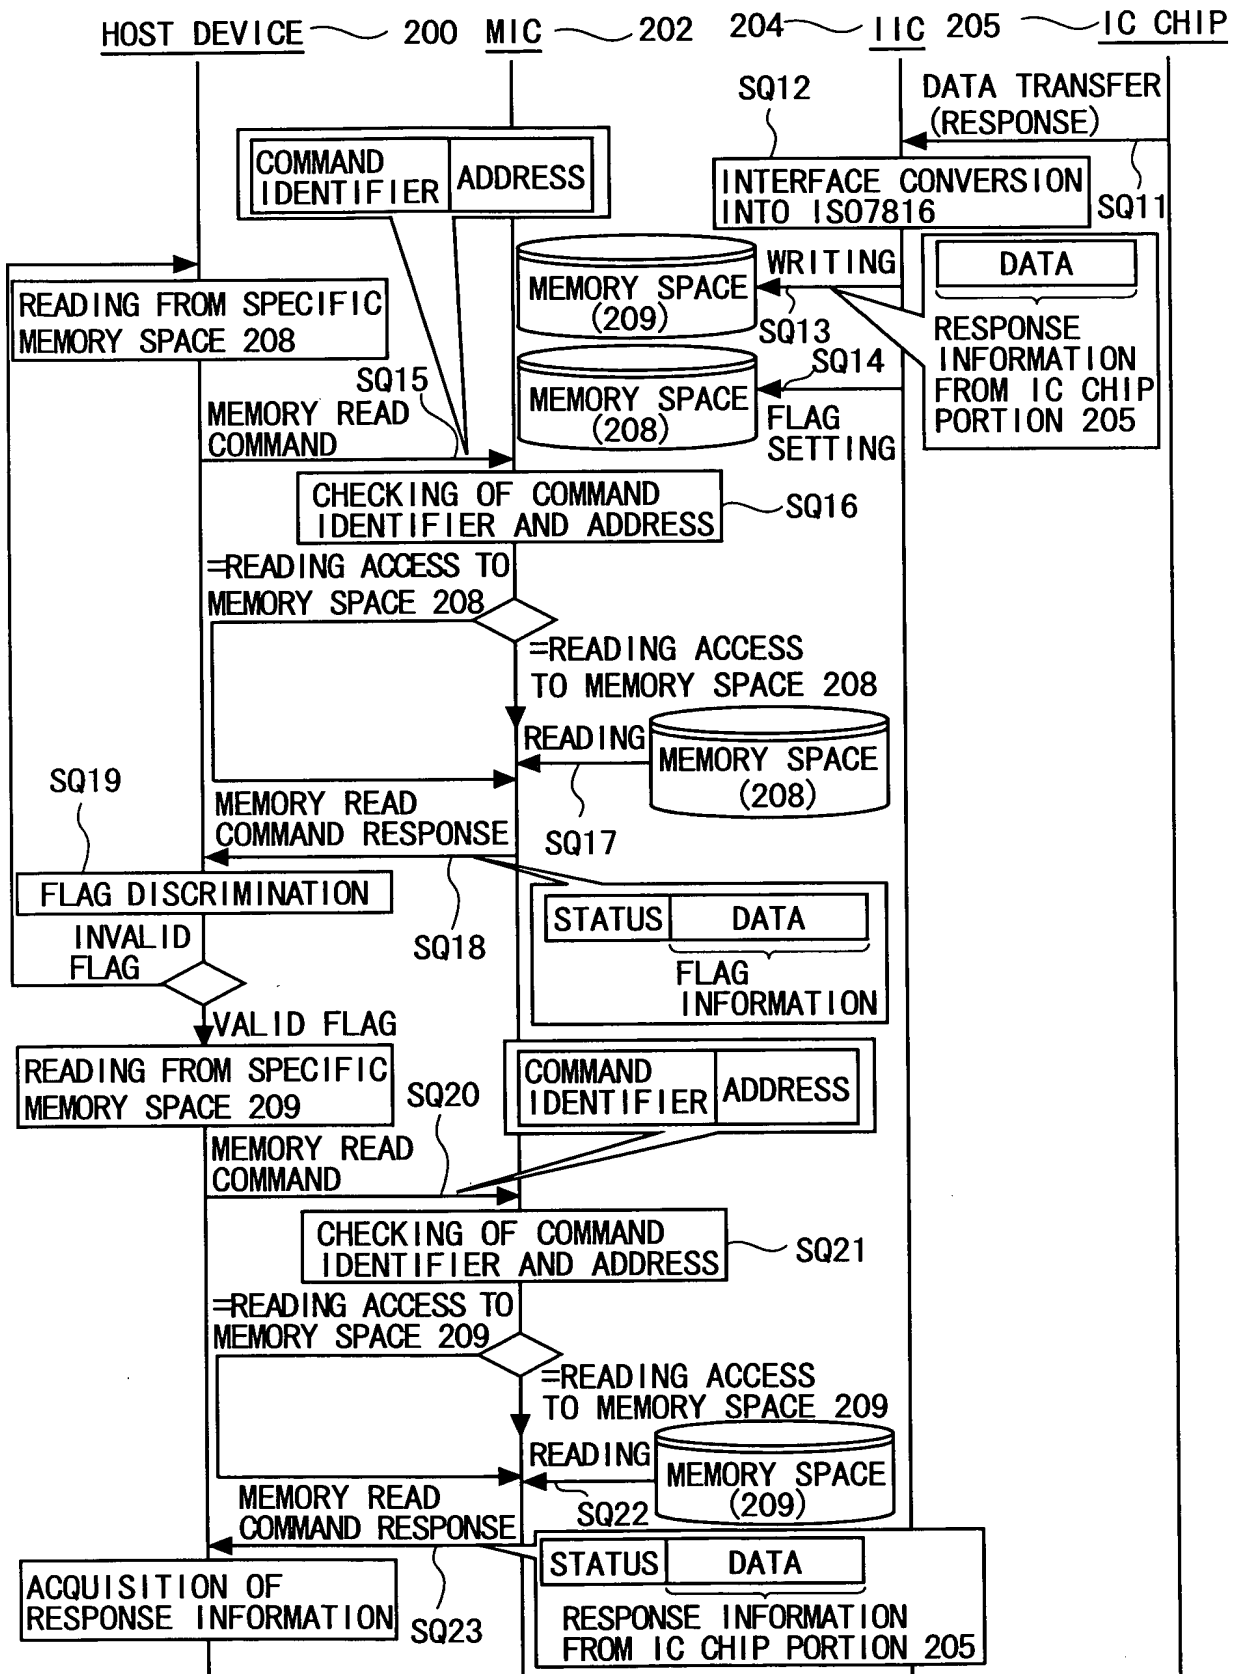 HOST DEVICE 200 MIC 202 204 IIC 205 IC CHIP
SQ12
DATA TRANSFER
(RESPONSE)
COMMAND
IDENTIFIER
ADDRESS
INTERFACE CONVERSION
INTO ISO7816
SQ11
READING FROM SPECIFIC
MEMORY SPACE 208
MEMORY SPACE
(209)
WRITING
SQ13
DATA
RESPONSE
INFORMATION
FROM IC CHIP
PORTION 205
SQ15
MEMORY READ
COMMAND
MEMORY SPACE
(208)
SQ14
FLAG
SETTING
CHECKING OF COMMAND
IDENTIFIER AND ADDRESS
SQ16
=READING ACCESS TO
MEMORY SPACE 208
=READING ACCESS
TO MEMORY SPACE 208
READING
MEMORY SPACE
(208)
SQ17
SQ19
MEMORY READ
COMMAND RESPONSE
FLAG DISCRIMINATION
SQ18
STATUS
DATA
FLAG
INFORMATION
INVALID
FLAG
VALID FLAG
READING FROM SPECIFIC
MEMORY SPACE 209
SQ20
COMMAND
IDENTIFIER
ADDRESS
MEMORY READ
COMMAND
CHECKING OF COMMAND
IDENTIFIER AND ADDRESS
SQ21
=READING ACCESS TO
MEMORY SPACE 209
=READING ACCESS
TO MEMORY SPACE 209
READING
MEMORY SPACE
(209)
SQ22
MEMORY READ
COMMAND RESPONSE
SQ23
STATUS
DATA
RESPONSE INFORMATION
FROM IC CHIP PORTION 205
ACQUISITION OF
RESPONSE INFORMATION